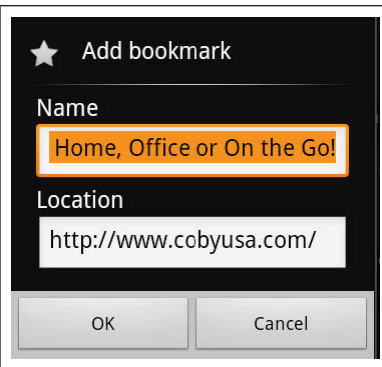 Add bookmark
Name
Home, Office or On the Go!
Location
http://www.cobyusa.com/
OK Cancel